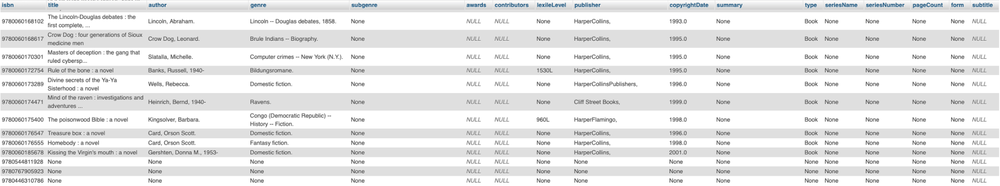 isbn title author genre subgenre awards contributors lexileLevel publisher copyrightDate summary type seriesName seriesNumber pageCount form subtitle
The Lincoln-Douglas debates : the
9780060168102 first complete, ... Lincoln, Abraham. Lincoln -- Douglas debates, 1858. None NULL NULL None HarperCollins, 1993.0 None Book None None None None NULL
Crow Dog : four generations of Sioux
9780060168617 medicine men Crow Dog, Leonard. Brule Indians -- Biography. None NULL NULL None HarperCollins, 1995.0 None Book None None None None NULL
Masters of deception : the gang that
9780060170301 ruled cybersp... Slatalla, Michelle. Computer crimes -- New York (N.Y.). None NULL NULL None HarperCollins, 1995.0 None Book None None None None NULL
9780060172754 Rule of the bone : a novel Banks, Russell, 1940- Bildungsromane. None NULL NULL 1530L HarperCollins, 1995.0 None Book None None None None NULL
Divine secrets of the Ya-Ya
9780060173289 Sisterhood : a novel Wells, Rebecca. Domestic fiction. None NULL NULL None HarperCollinsPublishers, 1996.0 None Book None None None None NULL
Mind of the raven : investigations and
9780060174471 adventures ... Heinrich, Bernd, 1940- Ravens. None NULL NULL None Cliff Street Books, 1999.0 None Book None None None None NULL
Congo (Democratic Republic) --
9780060175400 The poisonwood Bible : a novel Kingsolver, Barbara. History -- Fiction. None NULL NULL 960L HarperFlamingo, 1998.0 None Book None None None None NULL
9780060176547 Treasure box : a novel Card, Orson Scott. Domestic fiction. None NULL NULL None HarperCollins, 1996.0 None Book None None None None NULL
9780060176555 Homebody : a novel Card, Orson Scott. Fantasy fiction. None NULL NULL None HarperCollins, 1998.0 None Book None None None None NULL
9780060185678 Kissing the Virgin's mouth : a novel Gershten, Donna M., 1953- Domestic fiction. None NULL NULL None HarperCollins, 2001.0 None Book None None None None NULL
9780544811928 None None None None NULL NULL None None None None None None None None None NULL
9780767905923 None None None None NULL NULL None None None None None None None None None NULL
9780446310786 None None None None NULL NULL None None None None None None None None None NULL